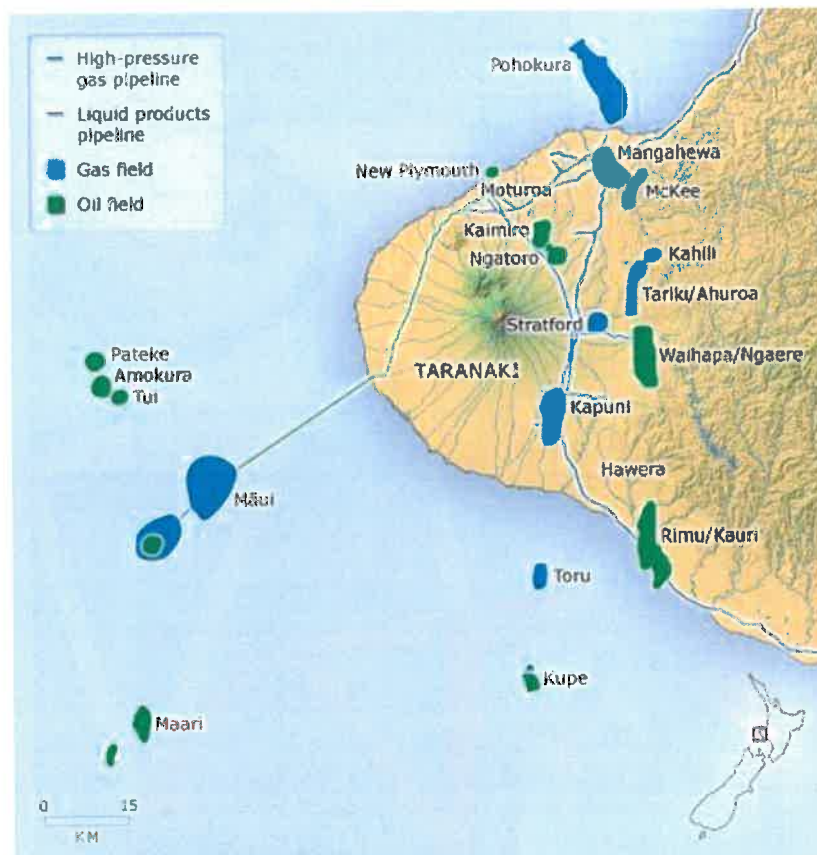 High-pressure
gas pipeline
Liquid products
pipeline
Gas field
Oil field
Pohokura
Mangahewa
New Plymouth
Moturoa
McKee
Kaimiro
Ngatoro
Kahili
Tariki/Ahuroa
Stratford
Waihapa/Ngaere
Pateke
Amokura
Tui
TARANAKI
Kapuni
Hawera
Māui
Rimu/Kauri
Toru
Kupe
Maari
0 15
KM